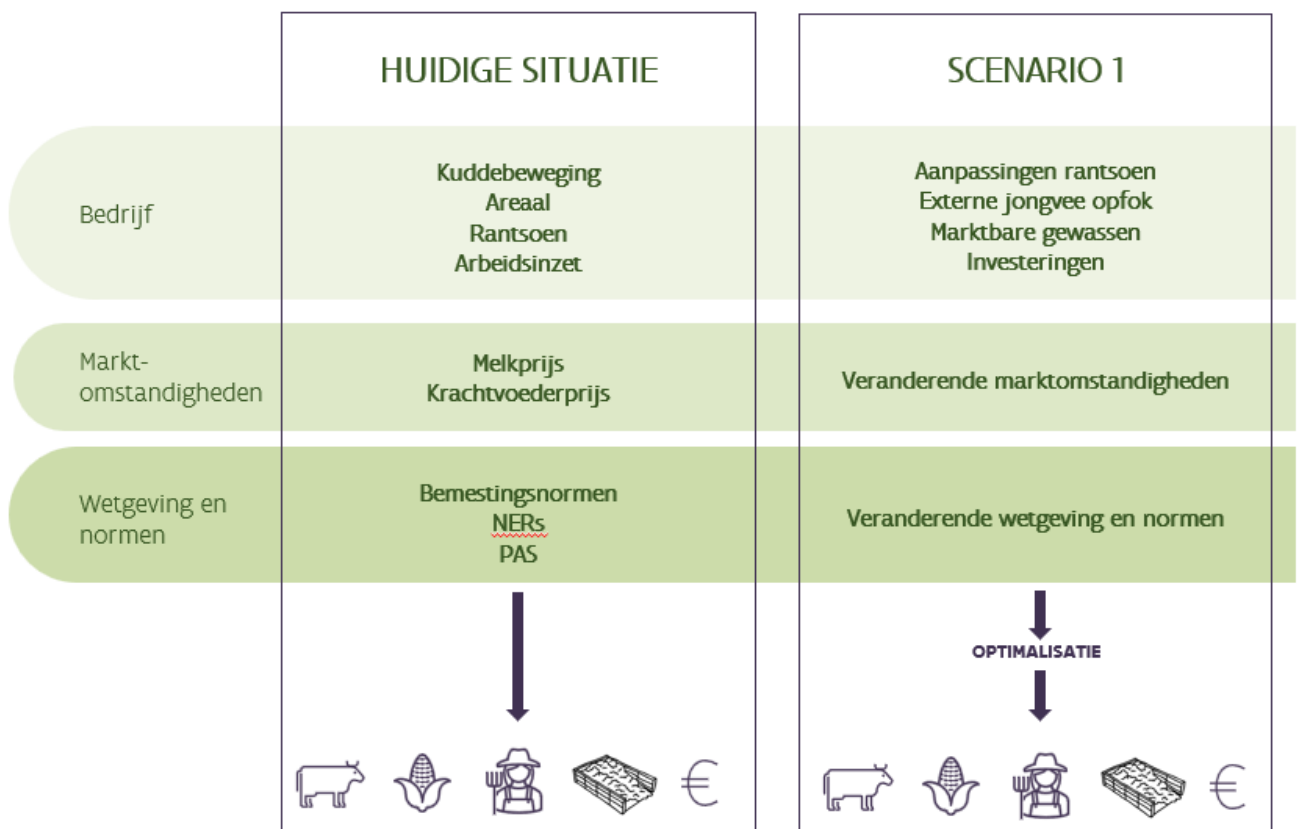 HUIDIGE SITUATIE
SCENARIO 1
Bedrijf
Kuddebeweging
Areaal
Rantsoen
Arbeidsinzet
Aanpassingen rantsoen
Externe jongvee opfok
Marktbare gewassen
Investeringen
Markt-
omstandigheden
Melkprijs
Krachtvoederprijs
Veranderende marktomstandigheden
Wetgeving en
normen
Bemestingsnormen
NERs
PAS
Veranderende wetgeving en normen
OPTIMALISATIE
€
€